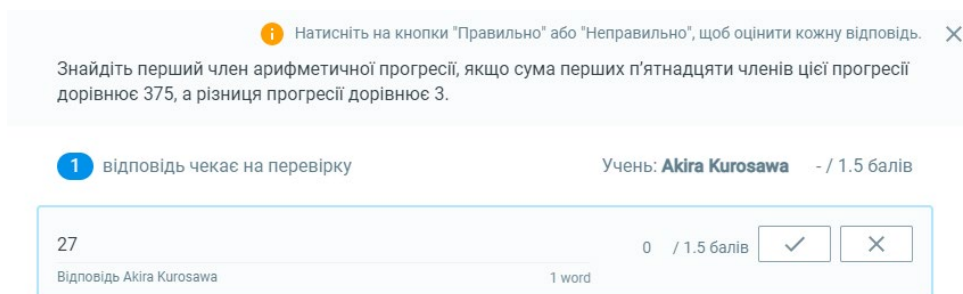 Натисніть на кнопки "Правильно" або "Неправильно", щоб оцінити кожну відповідь.
Знайдіть перший член арифметичної прогресії, якщо сума перших п’ятнадцяти членів цієї прогресії
дорівнює 375, а різниця прогресії дорівнює 3.
1 відповідь чекає на перевірку Учень: Akira Kurosawa - / 1.5 балів
27 0 / 1.5 балів
Відповідь Akira Kurosawa 1 word